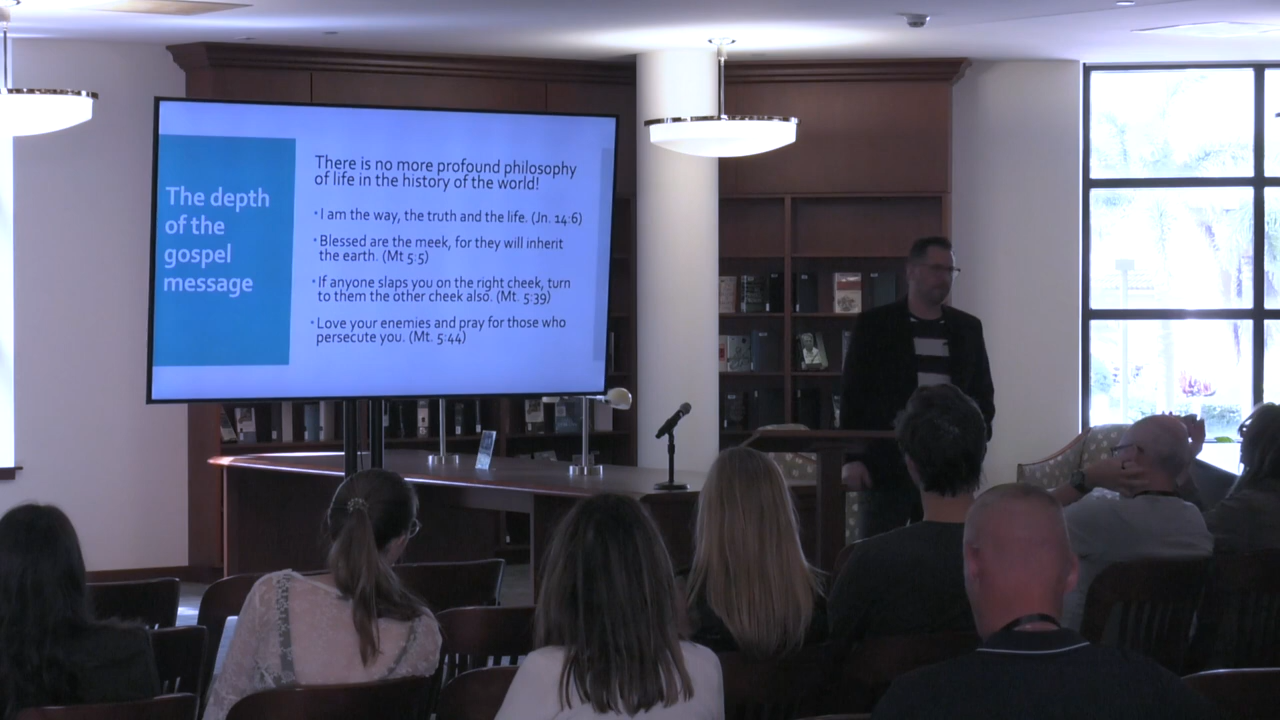 The depth
of the
gospel
message
There is no more profound philosophy
of life in the history of the world!
• I am the way, the truth and the life. (Jn. 14:6)
• Blessed are the meek, for they will inherit
the earth. (Mt 5:5)
• If anyone slaps you on the right cheek, turn
to them the other cheek also. (Mt. 5:39)
• Love your enemies and pray for those who
persecute you. (Mt. 5:44)